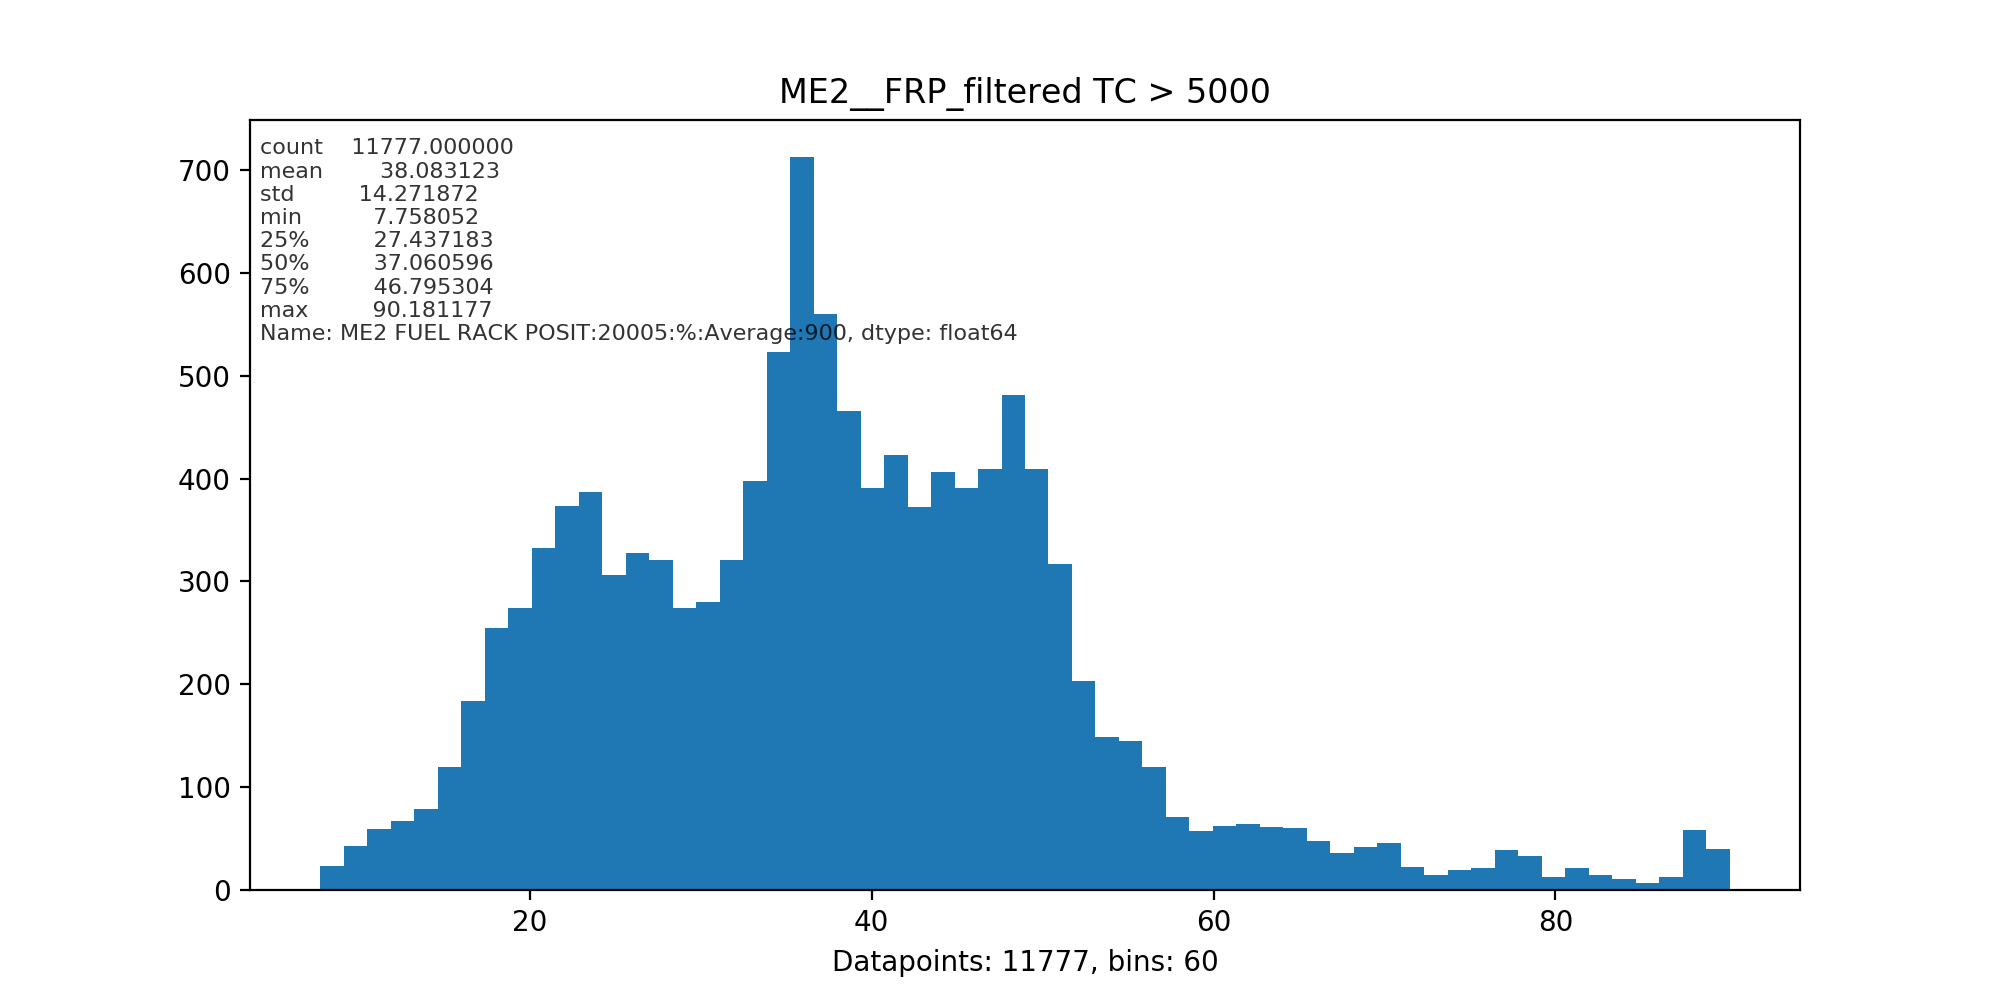 ME2__FRP_filtered TC > 5000
count 11777.000000
mean 38.083123
std 14.271872
min 7.758052
25% 27.437183
50% 37.060596
75% 46.795304
max 90.181177
Name: ME2 FUEL RACK POSIT:20005:%:Average:900, dtype: float64
700
600
500
400
300
200
100
0
20 40 60 80
Datapoints: 11777, bins: 60